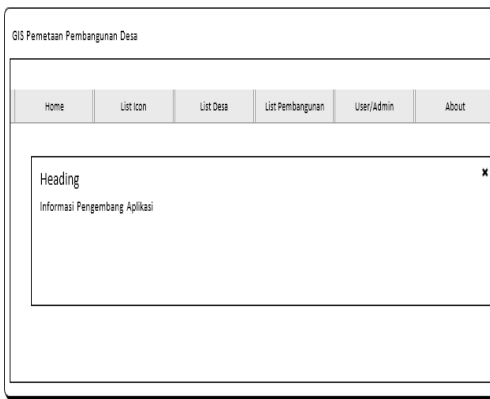 GIS Pemetaan Pembangunan Desa
Home List Icon List Desa List Pembangunan User/Admin About
Heading
Informasi Pengembang Aplikasi